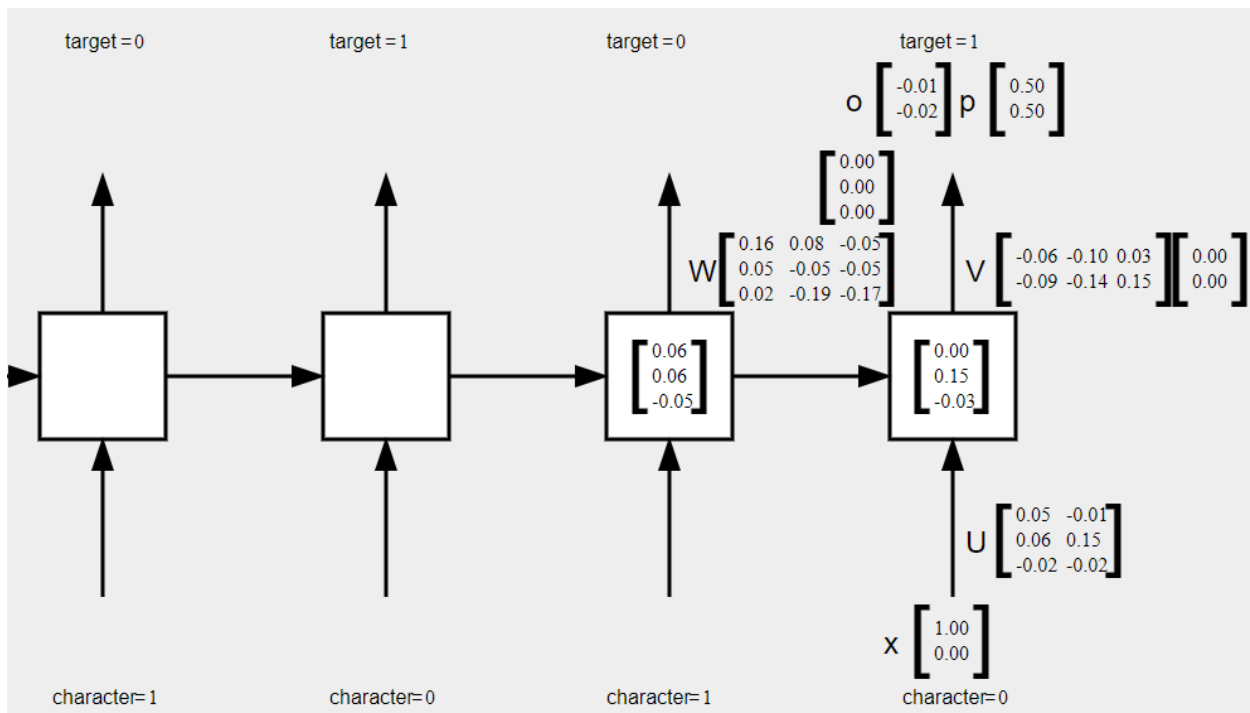 target = 0
target = 1
target = 0
target = 1
o
-0.01
-0.02
p
0.50
0.50
0.00
0.00
0.00
W
0.16 0.08 -0.05
0.05 -0.05 -0.05
0.02 -0.19 -0.17
V
-0.06 -0.10 0.03
-0.09 -0.14 0.15
0.00
0.00
0.06
0.06
-0.05
0.00
0.15
-0.03
U
0.05 -0.01
0.06 0.15
-0.02 -0.02
x
1.00
0.00
character= 1
character= 0
character= 1
character= 0